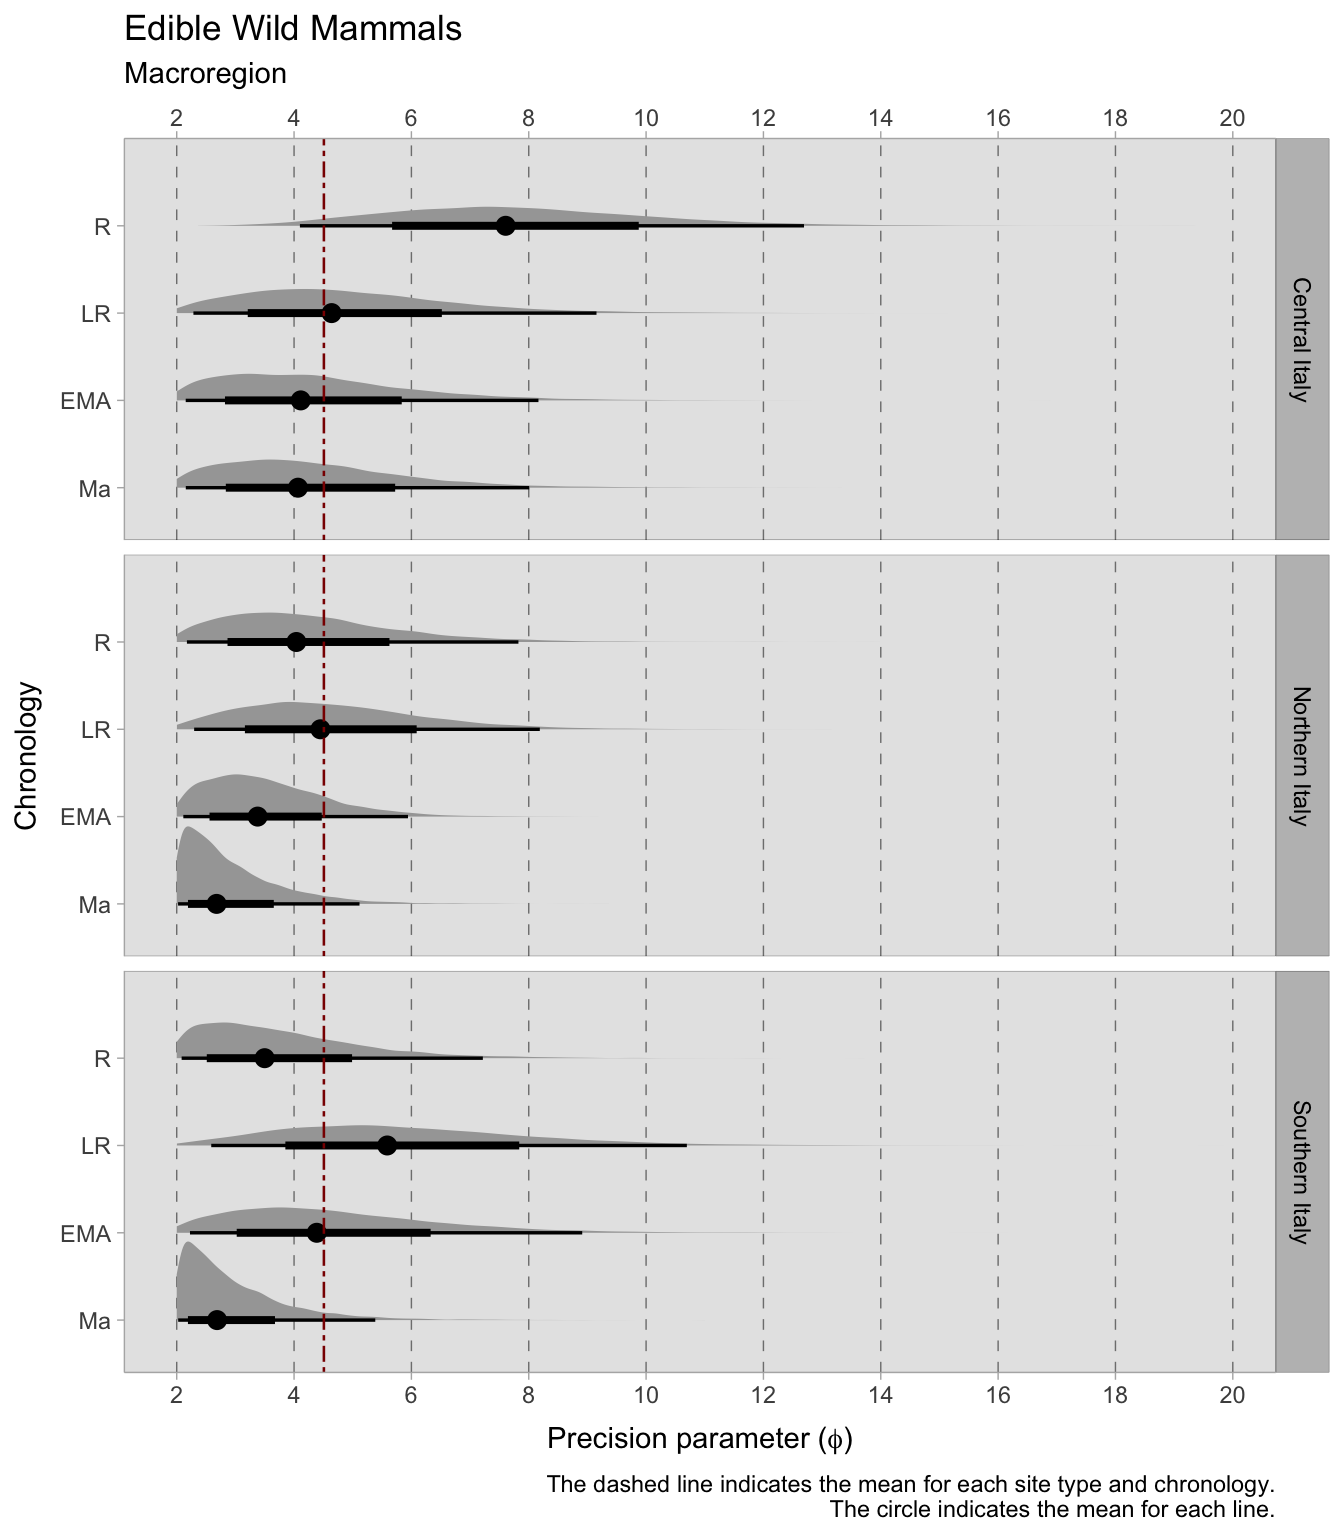 Edible Wild Mammals
Macroregion
2 4 6 8 10 12 14 16 18 20
R
LR
EMA
Ma
Central Italy
R
LR
EMA
Ma
Northern Italy
R
LR
EMA
Ma
Southern Italy
Chronology
2 4 6 8 10 12 14 16 18 20
Precision parameter (ϕ)
The dashed line indicates the mean for each site type and chronology.
The circle indicates the mean for each line.